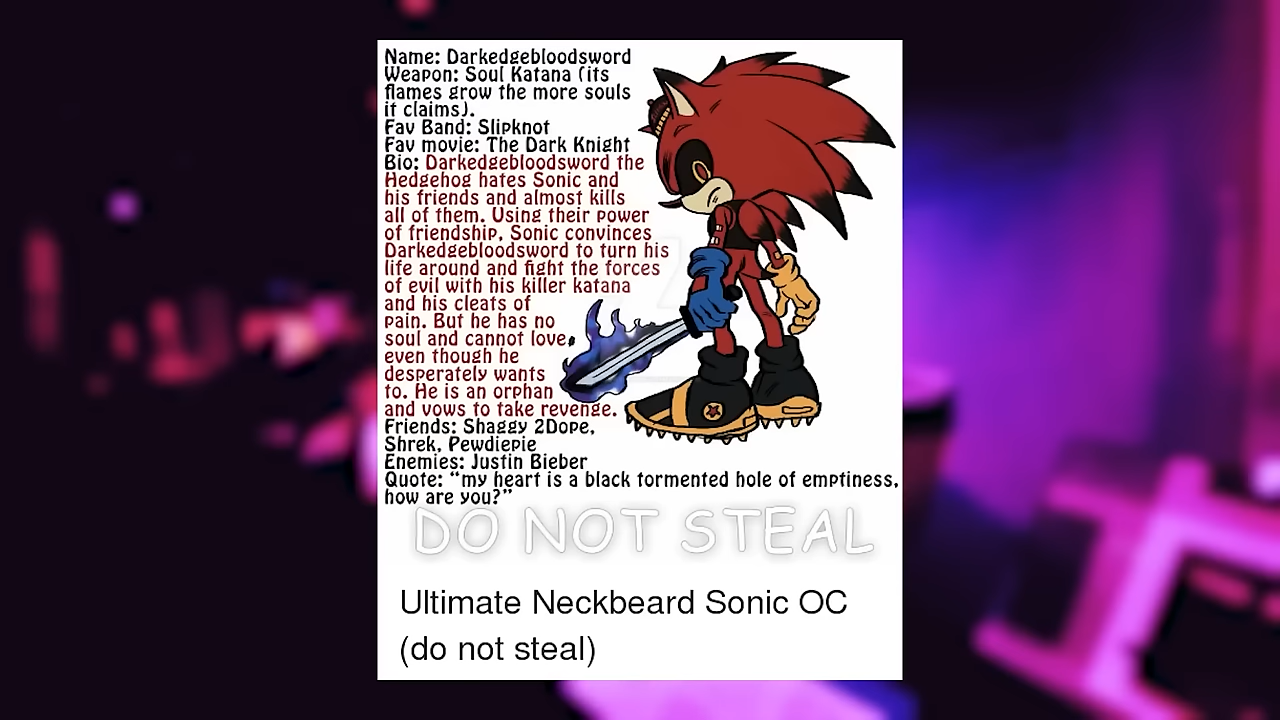 Name: Darkedgebloodsword
Weapon: Soul Katana (its
flames grow the more souls
it claims).
Fav Band: Slipknot
Fav movie: The Dark Knight
Bio: Darkedgebloodsword the
Hedgehog hates Sonic and
his friends and almost kills
all of them. Using their power
of friendship, Sonic convinces
Darkedgebloodsword to turn his
life around and fight the forces
of evil with his killer katana
and his cleats of
pain. But he has no
soul and cannot love,
even though he
desperately wants
to. He is an orphan
and vows to take revenge.
Friends: Shaggy 2Dope,
Shrek, Pewdiepie
Enemies: Justin Bieber
Quote: “my heart is a black tormented hole of emptiness,
how are you?”
DO NOT STEAL
Ultimate Neckbeard Sonic OC
(do not steal)